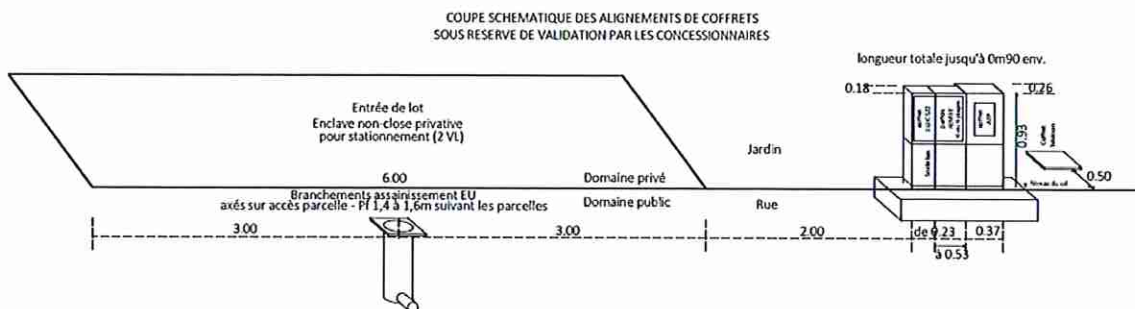 COUPE SCHEMATIQUE DES ALIGNEMENTS DE COFFRETS
SOUS RESERVE DE VALIDATION PAR LES CONCESSIONNAIRES
longueur totale jusqu'à 0m90 env.
0.18
0.26
Entrée de lot
Enclave non-close privative
pour stationnement (2 VL)
0.93
Jardin
0.50
6.00
Domaine privé
Branchements assainissement EU
axés sur accès parcelle - Pf 1,4 à 1,6m suivant les parcelles
Domaine public
Rue
3.00
3.00
2.00
de 0.23
0.37
à 0.53